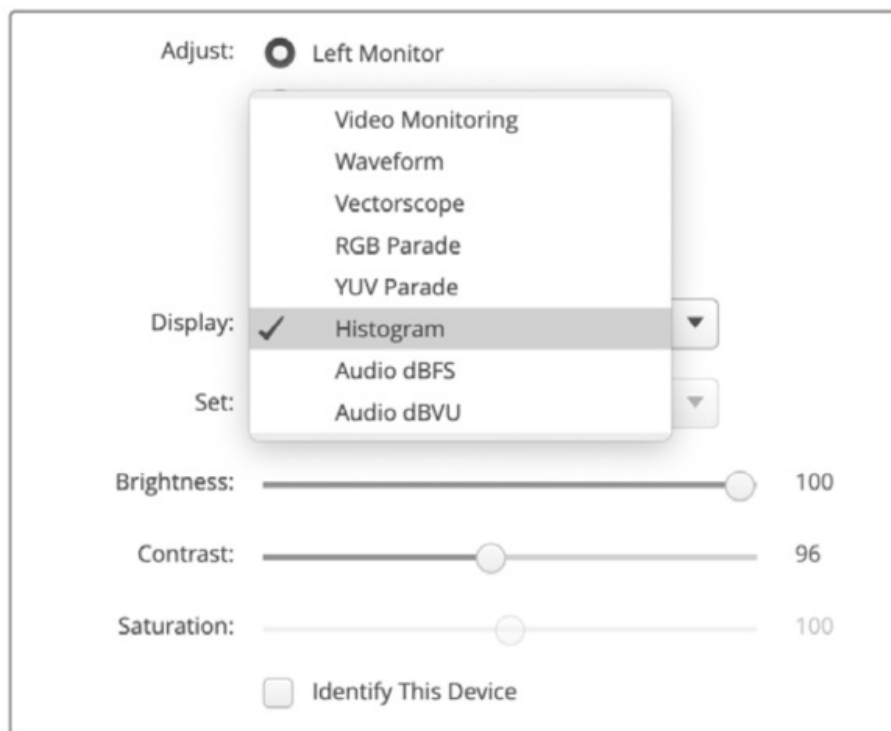 Adjust: Left Monitor
Video Monitoring
Waveform
Vectorscope
RGB Parade
YUV Parade
Display: Histogram
Audio dBFS
Set: Audio dBVU
Brightness: 100
Contrast: 96
Saturation: 100
Identify This Device